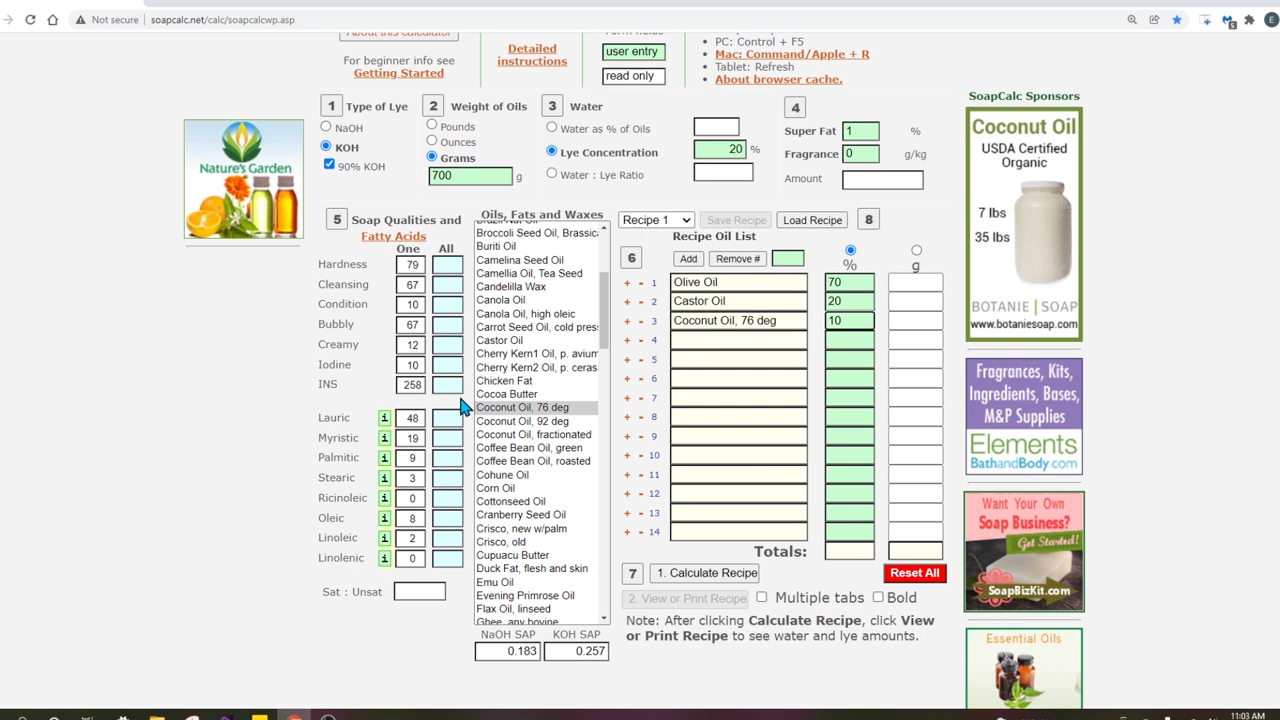 Not secure | soapcalc.net/calc/soapcalcwp.asp
About this calculator
For beginner info see
Getting Started
Detailed
instructions
Form fields
user entry
read only
• PC: Control + F5
• Mac: Command/Apple + R
• Tablet: Refresh
• About browser cache.
1 Type of Lye
NaOH
KOH
90% KOH
2 Weight of Oils
Pounds
Ounces
Grams
700 g
3 Water
Water as % of Oils
Lye Concentration 20 %
Water : Lye Ratio
4
Super Fat 1 %
Fragrance 0 g/kg
Amount
NATURE'S GARDEN
5 Soap Qualities and
Fatty Acids
One All
Hardness 79
Cleansing 67
Condition 10
Bubbly 67
Creamy 12
Iodine 10
INS 258
Lauric i 48
Myristic i 19
Palmitic i 9
Stearic i 3
Ricinoleic i 0
Oleic i 8
Linoleic i 2
Linolenic i 0
Sat : Unsat
Oils, Fats and Waxes
Brazil Nut Oil
Broccoli Seed Oil, Brassica
Buriti Oil
Camelina Seed Oil
Camellia Oil, Tea Seed
Candelilla Wax
Canola Oil
Canola Oil, high oleic
Carrot Seed Oil, cold press
Castor Oil
Cherry Kern1 Oil, p. avium
Cherry Kern2 Oil, p. ceras
Chicken Fat
Cocoa Butter
Coconut Oil, 76 deg
Coconut Oil, 92 deg
Coconut Oil, fractionated
Coffee Bean Oil, green
Coffee Bean Oil, roasted
Cohune Oil
Corn Oil
Cottonseed Oil
Cranberry Seed Oil
Crisco, new w/palm
Crisco, old
Cupuacu Butter
Duck Fat, flesh and skin
Emu Oil
Evening Primrose Oil
Flax Oil, linseed
Ghee, any bovine
NaOH SAP KOH SAP
0.183 0.257
Recipe 1 Save Recipe Load Recipe 8
Recipe Oil List
6 Add Remove # % g
+ - 1 Olive Oil 70
+ - 2 Castor Oil 20
+ - 3 Coconut Oil, 76 deg 10
+ - 4
+ - 5
+ - 6
+ - 7
+ - 8
+ - 9
+ - 10
+ - 11
+ - 12
+ - 13
+ - 14
Totals:
7 1. Calculate Recipe Reset All
2. View or Print Recipe Multiple tabs Bold
Note: After clicking Calculate Recipe, click View
or Print Recipe to see water and lye amounts.
SoapCalc Sponsors
Coconut Oil
USDA Certified
Organic
7 lbs
35 lbs
BOTANIE | SOAP
www.botaniesoap.com
Fragrances, Kits,
Ingredients, Bases,
M&P Supplies
Elements
BathandBody.com
Want Your Own
Soap Business?
Get Started!
SoapBizKit.com
Essential Oils
11:03 AM